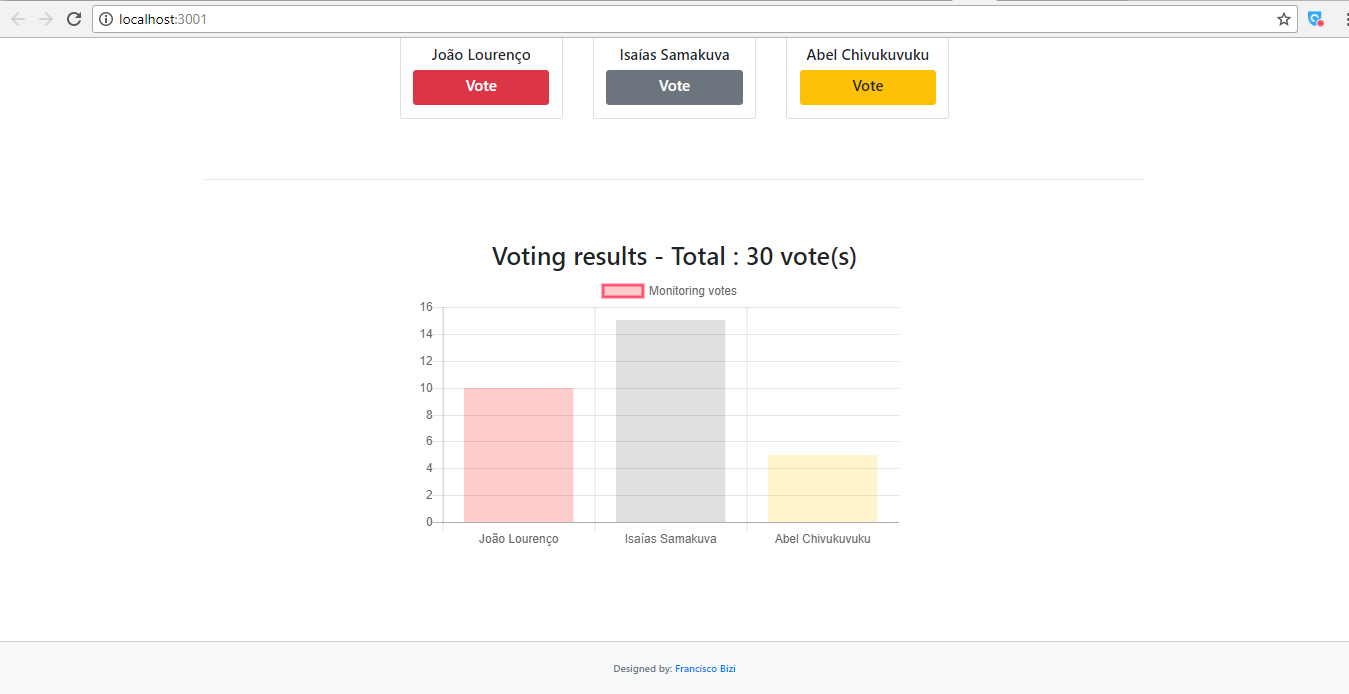 localhost:3001
João Lourenço Isaías Samakuva Abel Chivukuvuku
Vote Vote Vote
Voting results - Total : 30 vote(s)
Monitoring votes
16
14
12
10
8
6
4
2
0
João Lourenço Isaías Samakuva Abel Chivukuvuku
Designed by: Francisco Bizi